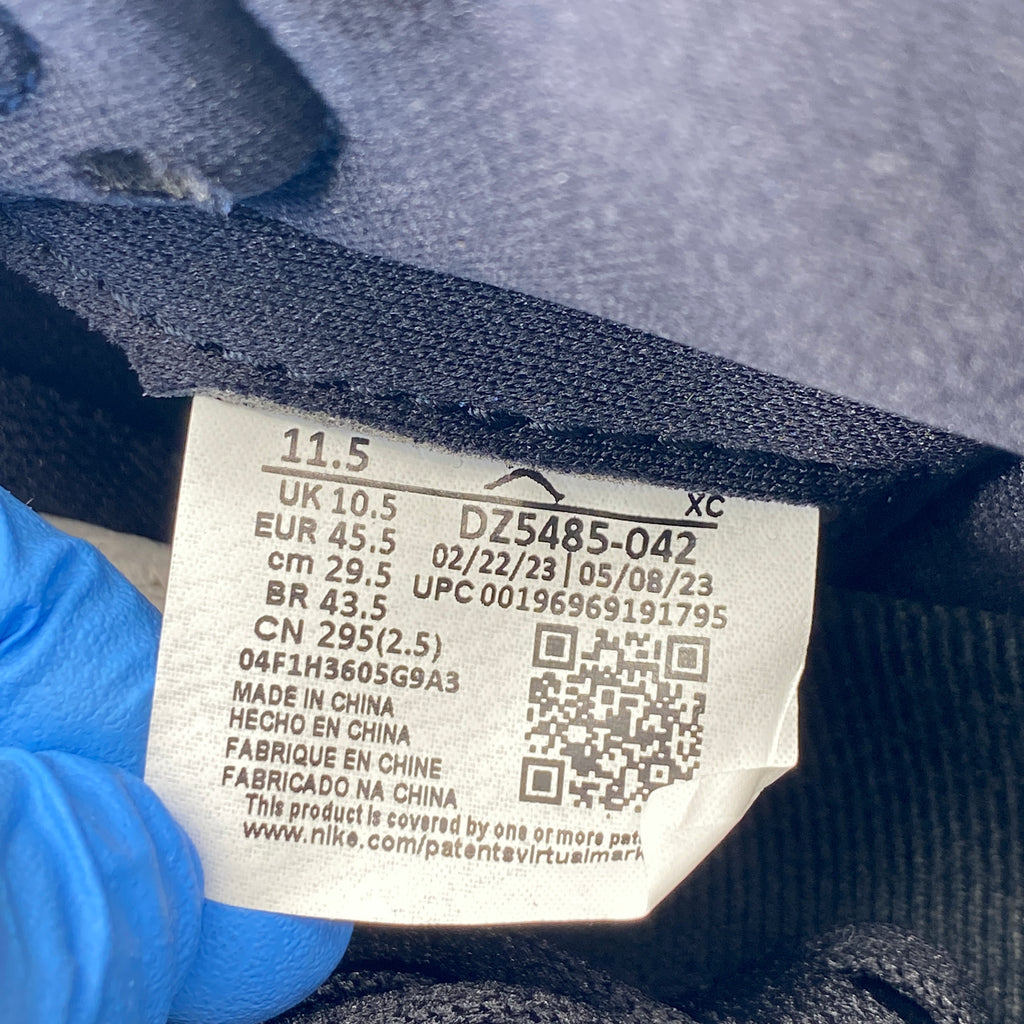 11.5
XC
UK 10.5
EUR 45.5
cm 29.5
BR 43.5
CN 295(2.5)
DZ5485-042
02/22/23 | 05/08/23
UPC 00196969191795
04F1H3605G9A3
MADE IN CHINA
HECHO EN CHINA
FABRIQUE EN CHINE
FABRICADO NA CHINA
This product is covered by one or more
www.nike.com/patentsvirtualmark